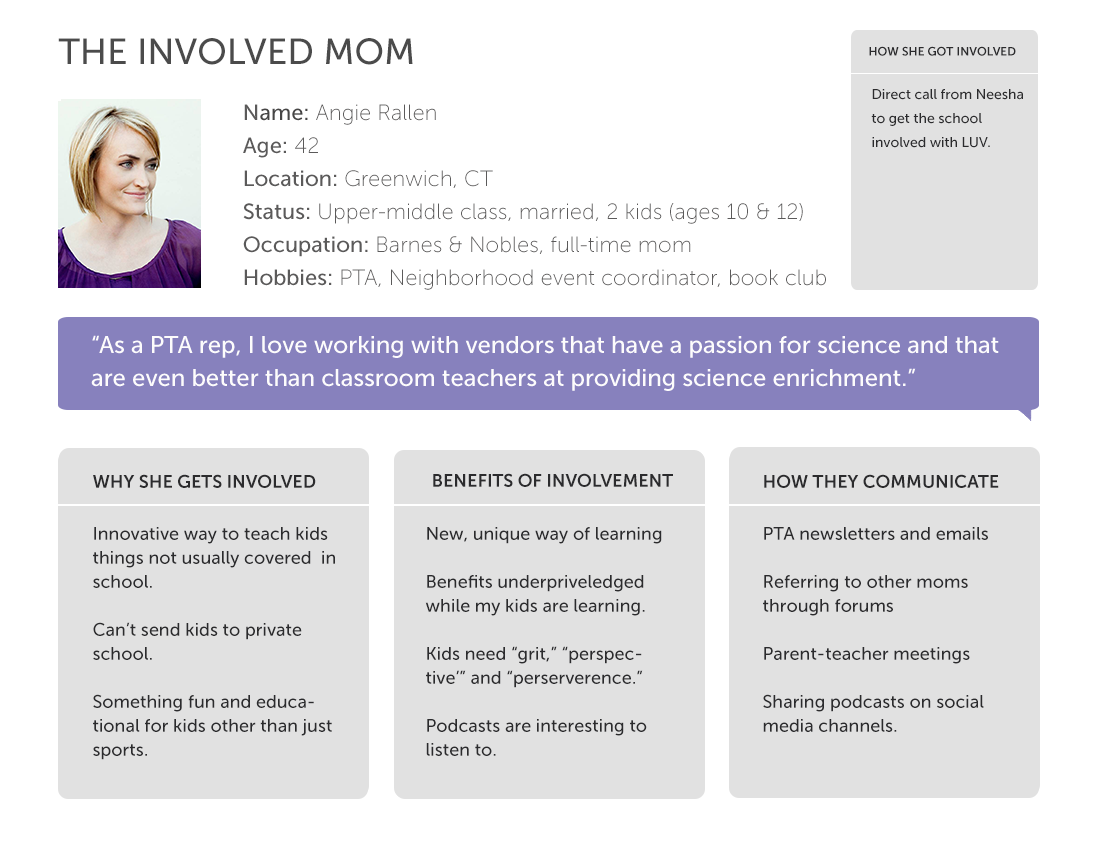 THE INVOLVED MOM
HOW SHE GOT INVOLVED
Direct call from Neesha
to get the school
involved with LUV.
Name: Angie Rallen
Age: 42
Location: Greenwich, CT
Status: Upper-middle class, married, 2 kids (ages 10 & 12)
Occupation: Barnes & Nobles, full-time mom
Hobbies: PTA, Neighborhood event coordinator, book club
“As a PTA rep, I love working with vendors that have a passion for science and that
are even better than classroom teachers at providing science enrichment.”
WHY SHE GETS INVOLVED
Innovative way to teach kids
things not usually covered  in
school.
Can’t send kids to private
school.
Something fun and educa-
tional for kids other than just
sports.
BENEFITS OF INVOLVEMENT
New, unique way of learning
Benefits underpriveledged
while my kids are learning.
Kids need “grit,” “perspec-
tive’” and “perserverence.”
Podcasts are interesting to
listen to.
HOW THEY COMMUNICATE
PTA newsletters and emails
Referring to other moms
through forums
Parent-teacher meetings
Sharing podcasts on social
media channels.